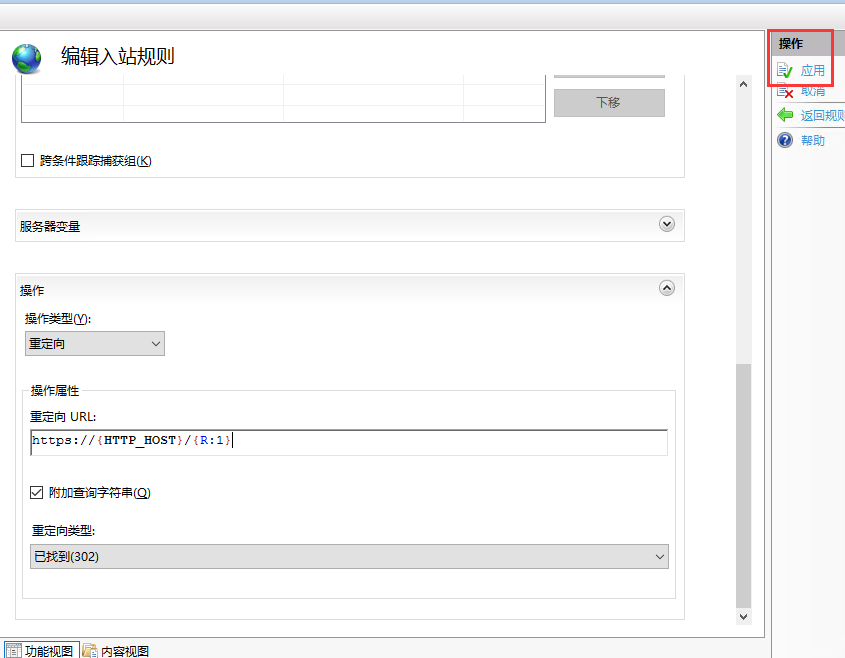 编辑入站规则
下移
跨条件跟踪捕获组(K)
服务器变量
操作
操作类型(Y):
重定向
操作属性
重定向 URL:
https://{HTTP_HOST}/{R:1}
附加查询字符串(Q)
重定向类型:
已找到(302)
功能视图
内容视图
操作
应用
取消
返回规则
帮助